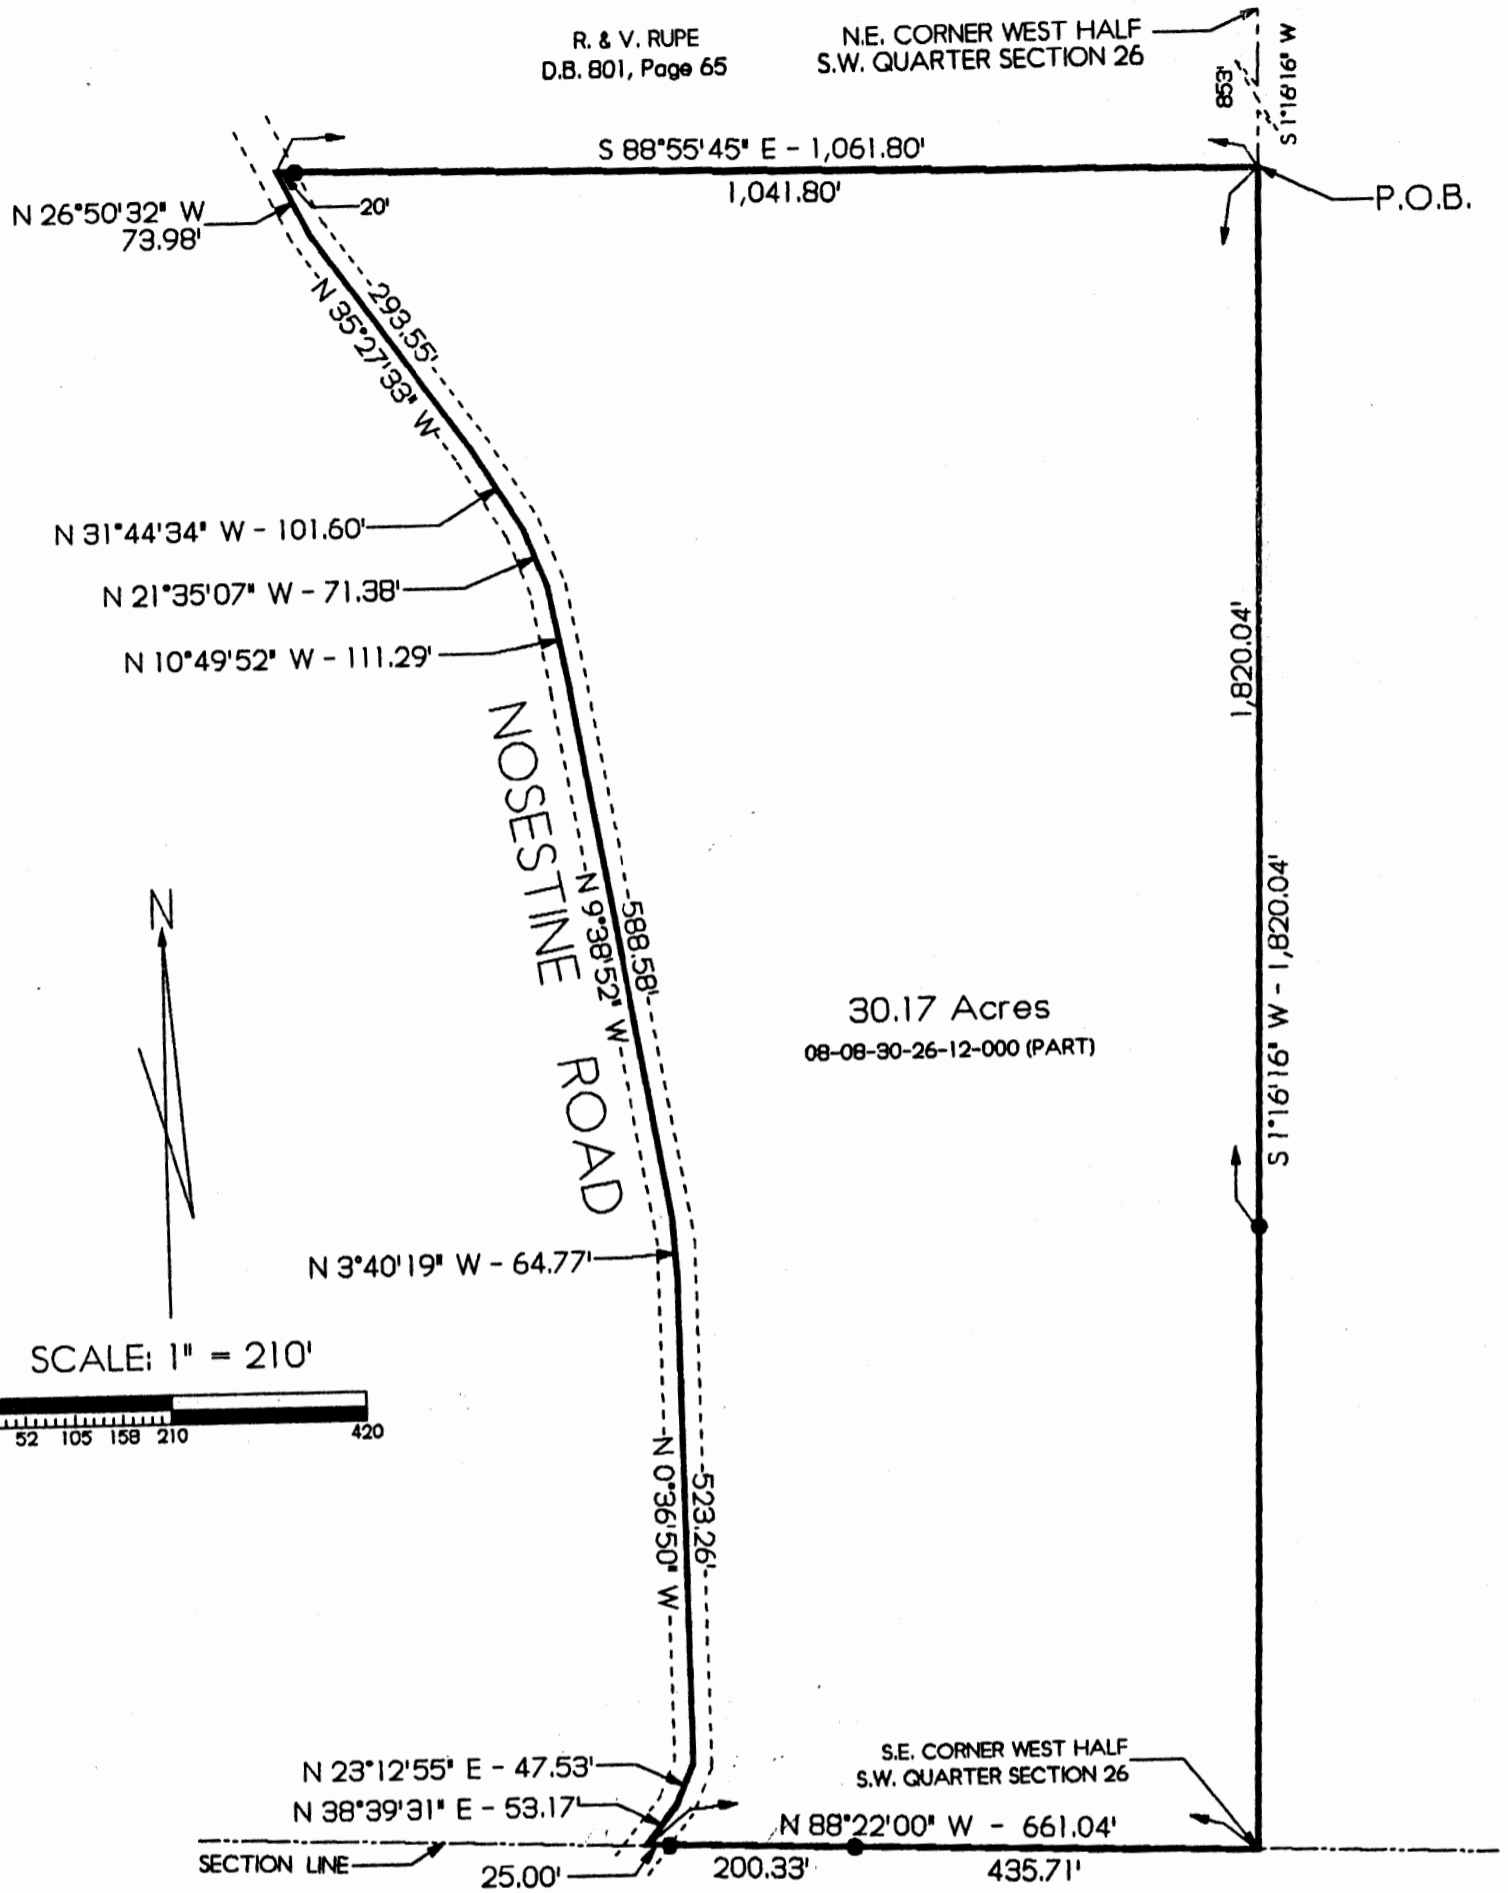 R. & V. RUPE
D.B. 801, Page 65
N.E. CORNER WEST HALF
S.W. QUARTER SECTION 26
853'
S 1°16'16" W
S 88°55'45" E - 1,061.80'
1,041.80'
P.O.B.
20'
N 26°50'32" W
73.98'
293.55'
N 35°27'33" W
N 31°44'34" W - 101.60'
N 21°35'07" W - 71.38'
N 10°49'52" W - 111.29'
1,820.04'
NOSESTINE ROAD
588.58'
N 9°38'52" W
N
S 1°16'16" W - 1,820.04'
30.17 Acres
08-08-30-26-12-000 (PART)
N 3°40'19" W - 64.77'
SCALE: 1" = 210'
52 105 158 210 420
N 0°36'50" W
523.26'
N 23°12'55" E - 47.53'
N 38°39'31" E - 53.17'
S.E. CORNER WEST HALF
S.W. QUARTER SECTION 26
N 88°22'00" W - 661.04'
SECTION LINE
25.00'
200.33'
435.71'